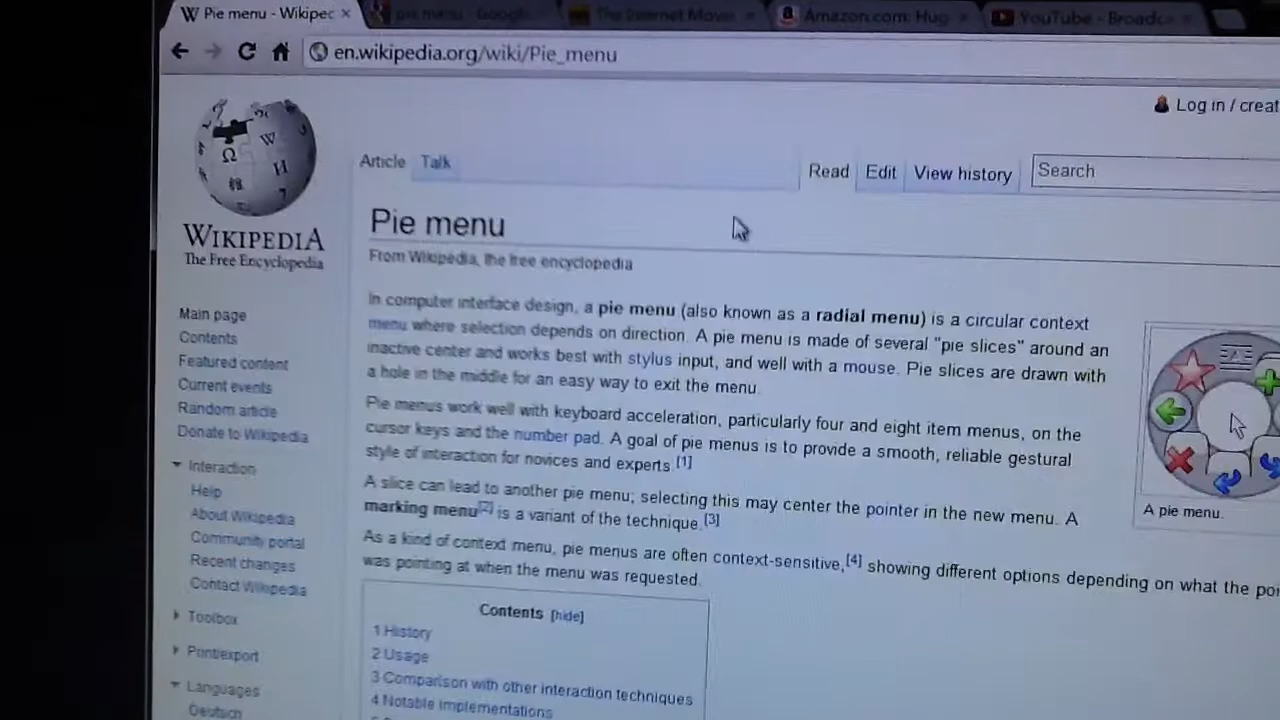 Pie menu - Wikipec
pie menu - Google
The Internet Movie
Amazon.com: Hug
YouTube - Broadca
en.wikipedia.org/wiki/Pie_menu
Log in / creat
Article Talk
Read Edit View history Search
WIKIPEDIA
The Free Encyclopedia
Pie menu
From Wikipedia, the free encyclopedia
In computer interface design, a pie menu (also known as a radial menu) is a circular context
menu where selection depends on direction. A pie menu is made of several "pie slices" around an
inactive center and works best with stylus input, and well with a mouse. Pie slices are drawn with
a hole in the middle for an easy way to exit the menu.
Pie menus work well with keyboard acceleration, particularly four and eight item menus, on the
cursor keys and the number pad. A goal of pie menus is to provide a smooth, reliable gestural
style of interaction for novices and experts.[1]
A slice can lead to another pie menu; selecting this may center the pointer in the new menu. A
marking menu[2] is a variant of the technique.[3]
As a kind of context menu, pie menus are often context-sensitive,[4] showing different options depending on what the poi
was pointing at when the menu was requested.
A pie menu.
Main page
Contents
Featured content
Current events
Random article
Donate to Wikipedia
Interaction
Help
About Wikipedia
Community portal
Recent changes
Contact Wikipedia
Toolbox
Print/export
Languages
Deutsch
Contents [hide]
1 History
2 Usage
3 Comparison with other interaction techniques
4 Notable implementations